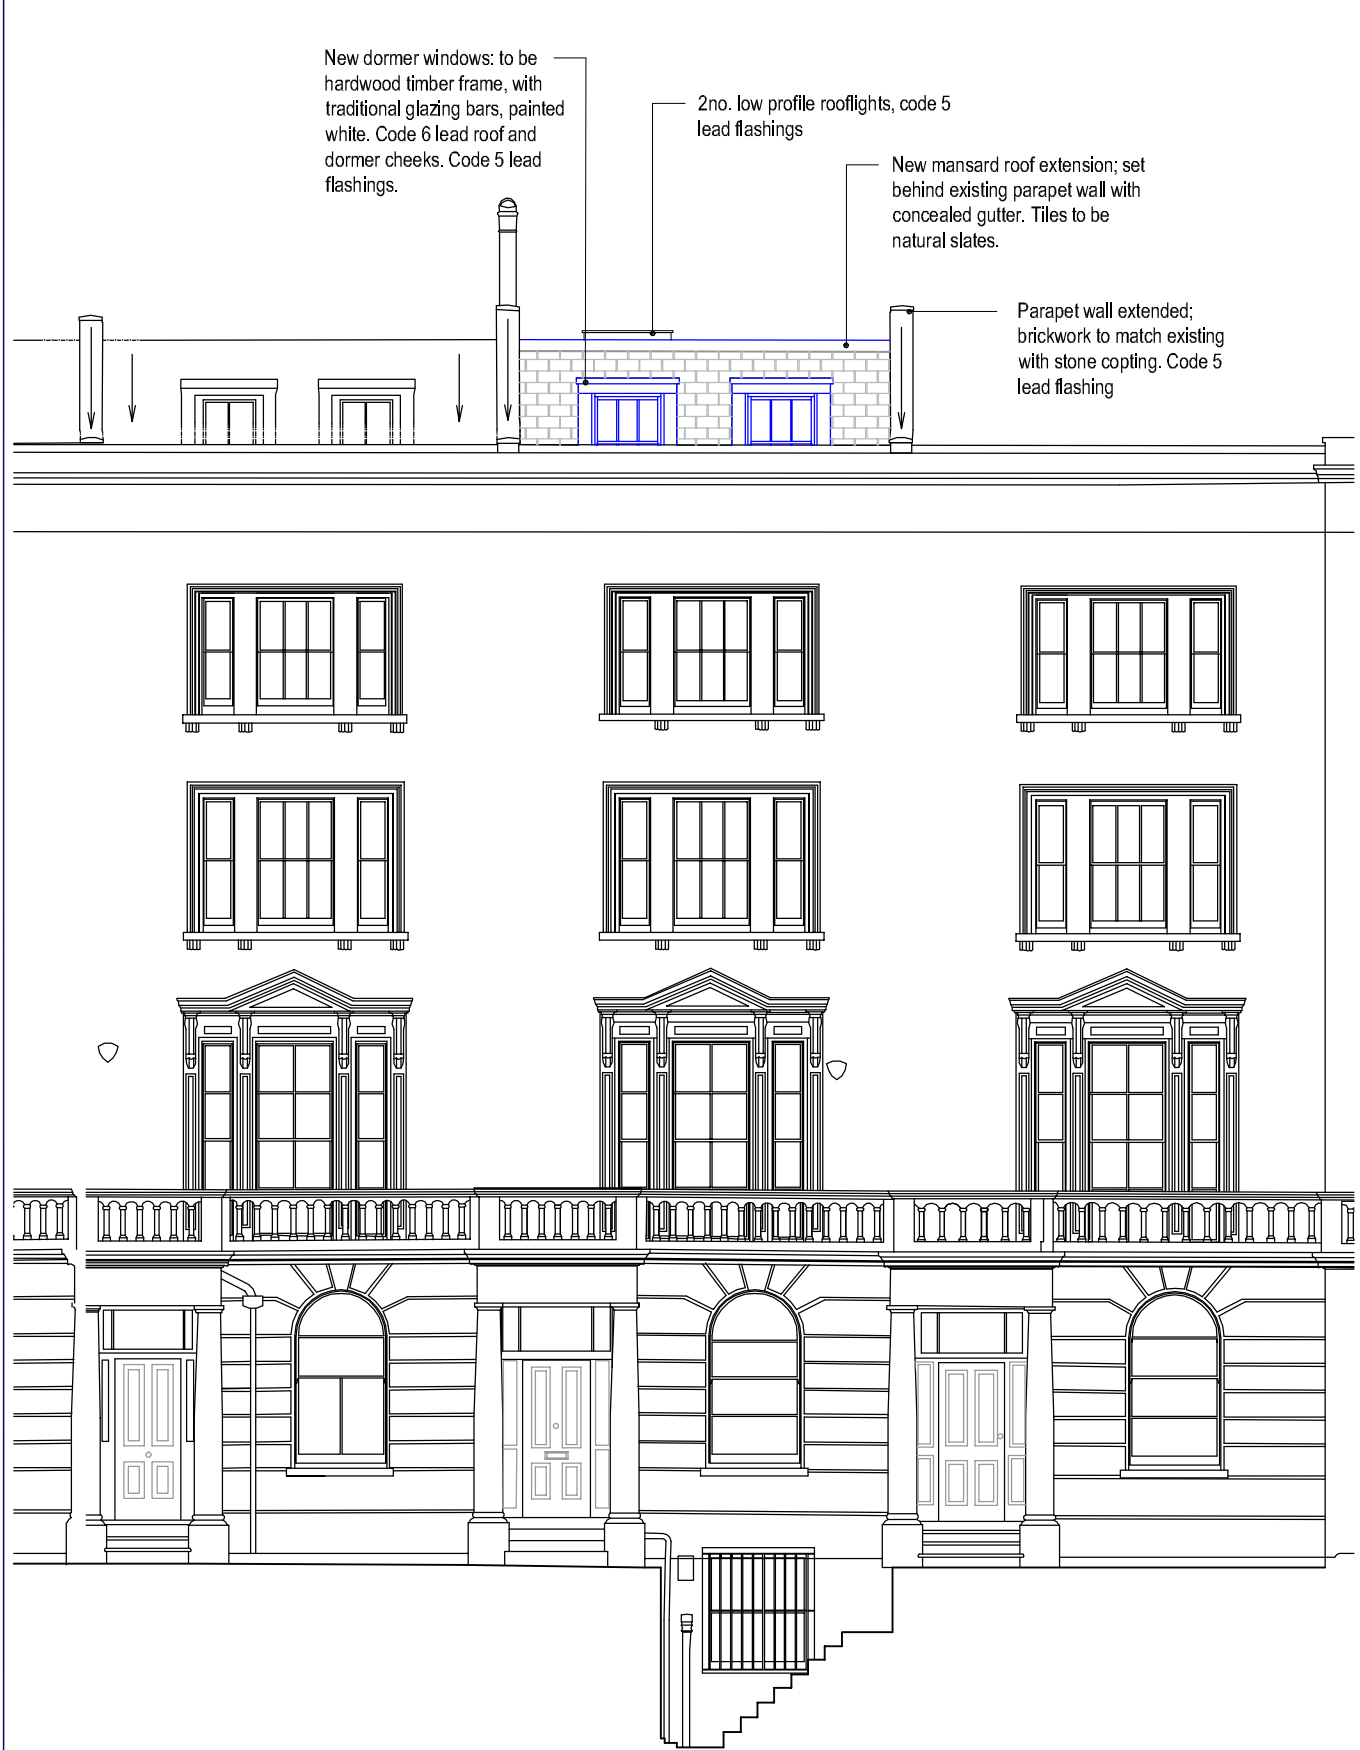 New dormer windows: to be
hardwood timber frame, with
traditional glazing bars, painted
white. Code 6 lead roof and
dormer cheeks. Code 5 lead
flashings.
2no. low profile rooflights, code 5
lead flashings
New mansard roof extension; set
behind existing parapet wall with
concealed gutter. Tiles to be
natural slates.
Parapet wall extended;
brickwork to match existing
with stone copting. Code 5
lead flashing